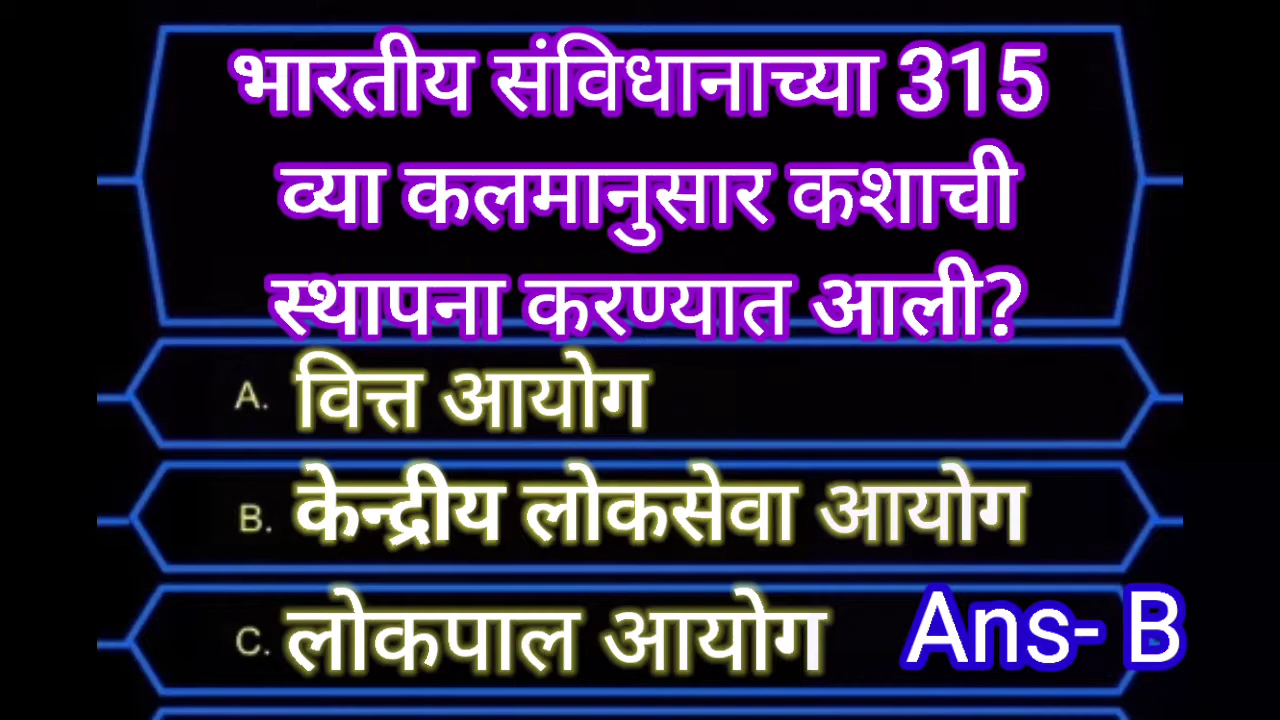 भारतीय संविधानाच्या 315
व्या कलमानुसार कशाची
स्थापना करण्यात आली?
A. वित्त आयोग
B. केन्द्रीय लोकसेवा आयोग
C. लोकपाल आयोग
Ans- B